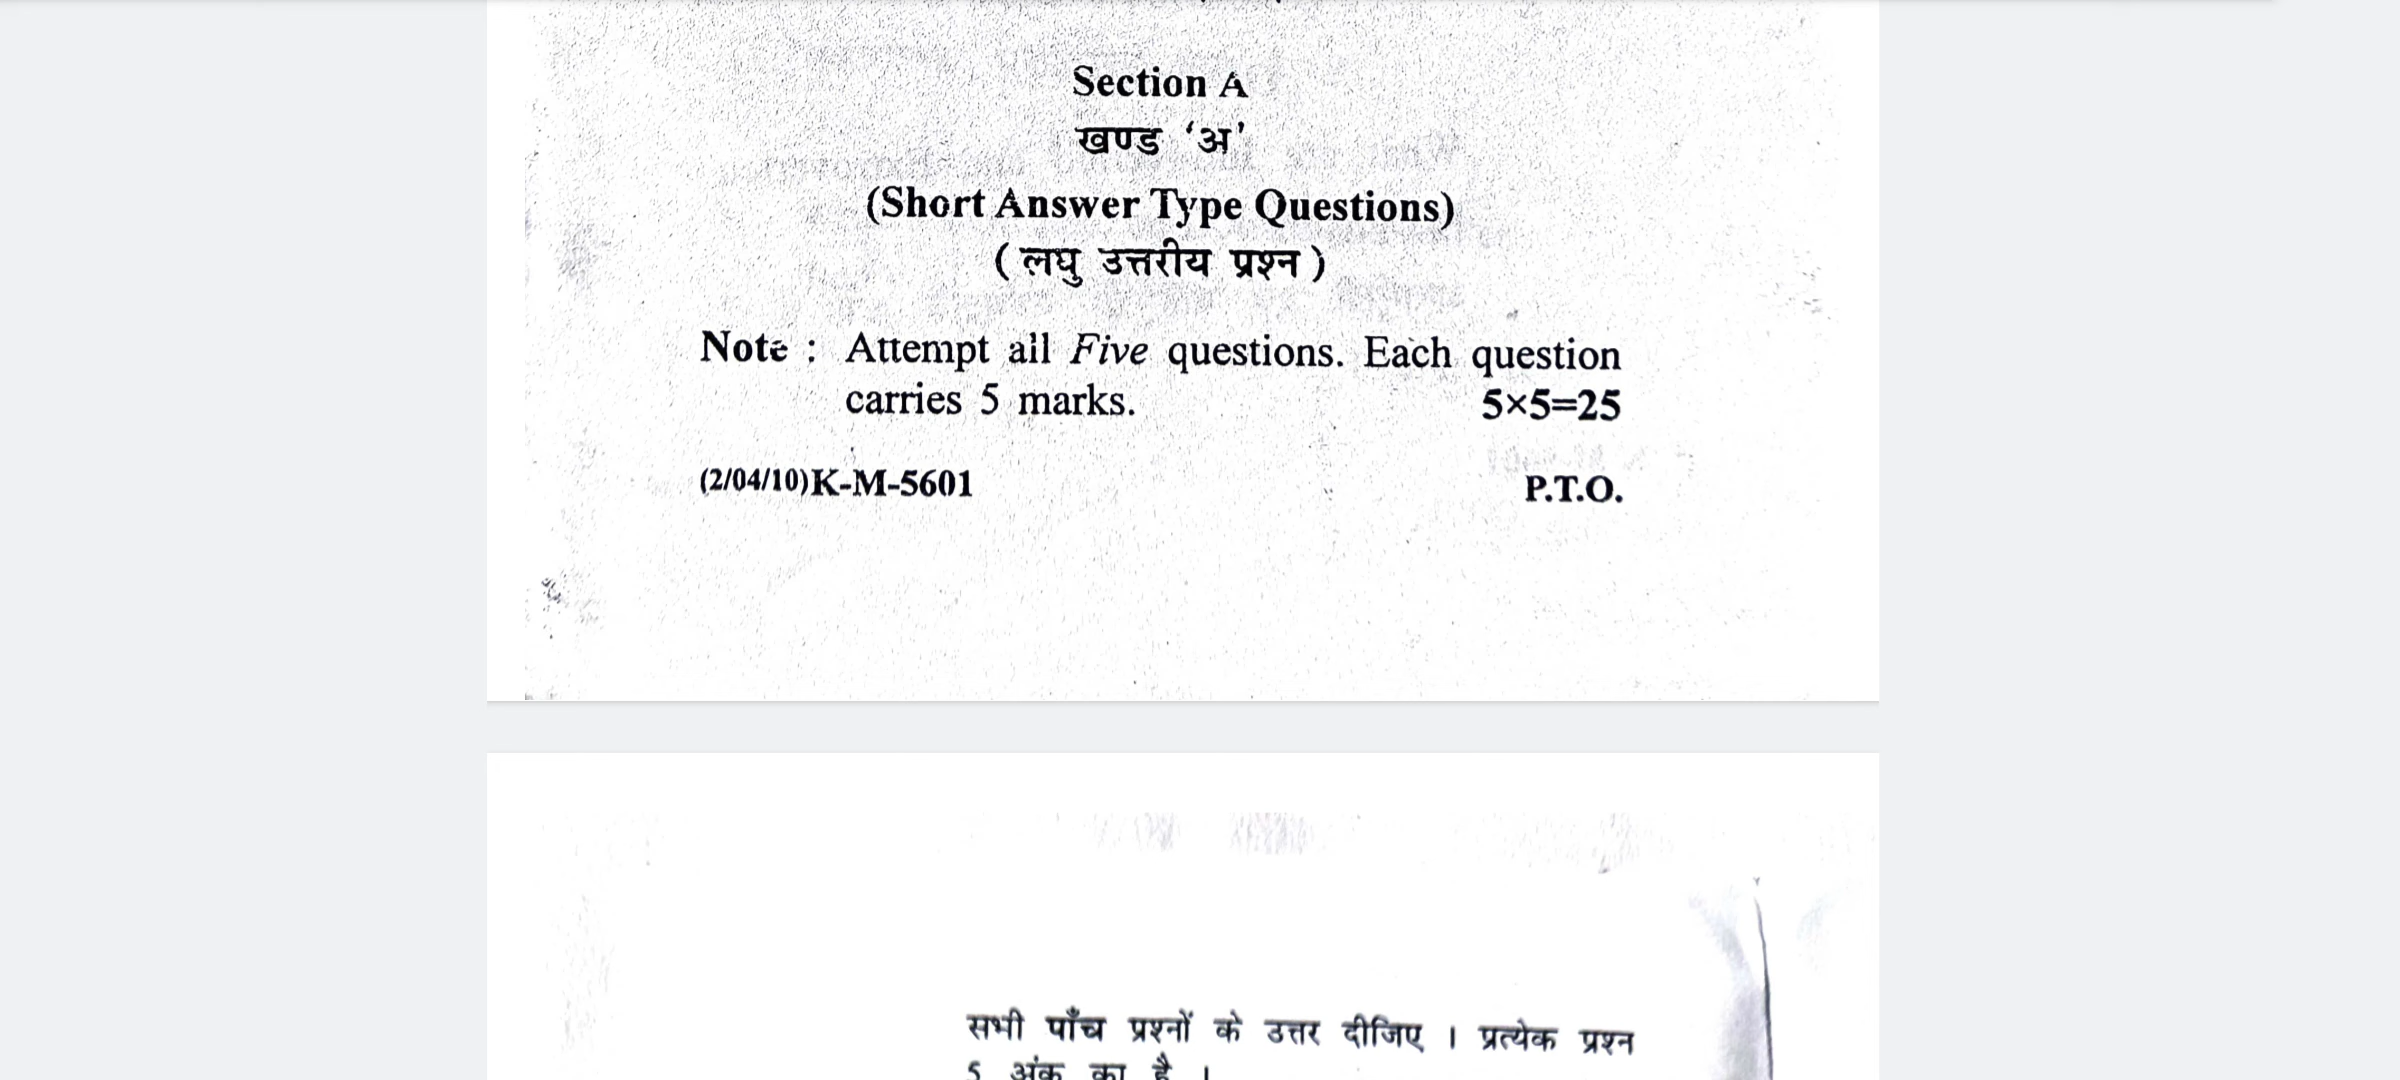 Section A
खण्ड ‘अ’
(Short Answer Type Questions)
( लघु उत्तरीय प्रश्न )
Note : Attempt all Five questions. Each question
carries 5 marks. 5×5=25
(2/04/10)K-M-5601 P.T.O.
सभी पाँच प्रश्नों के उत्तर दीजिए । प्रत्येक प्रश्न
5 अंक का है ।